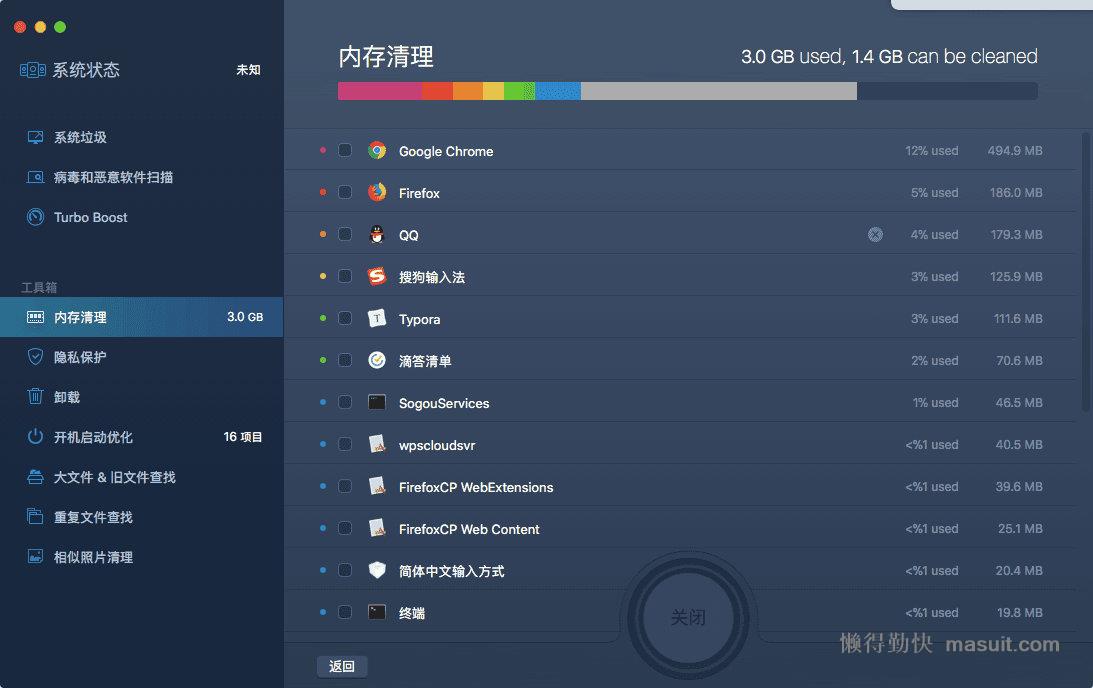 系统状态 未知
系统垃圾
病毒和恶意软件扫描
Turbo Boost
工具箱
内存清理 3.0 GB
隐私保护
卸载
开机启动优化 16 项目
大文件 & 旧文件查找
重复文件查找
相似照片清理
内存清理 3.0 GB used, 1.4 GB can be cleaned
Google Chrome 12% used 494.9 MB
Firefox 5% used 186.0 MB
QQ 4% used 179.3 MB
搜狗输入法 3% used 125.9 MB
Typora 3% used 111.6 MB
滴答清单 2% used 70.6 MB
SogouServices 1% used 46.5 MB
wpscloudsvr <%1 used 40.5 MB
FirefoxCP WebExtensions <%1 used 39.6 MB
FirefoxCP Web Content <%1 used 25.1 MB
简体中文输入方式 <%1 used 20.4 MB
终端 <%1 used 19.8 MB
关闭
懒得勤快 masuit.com
返回